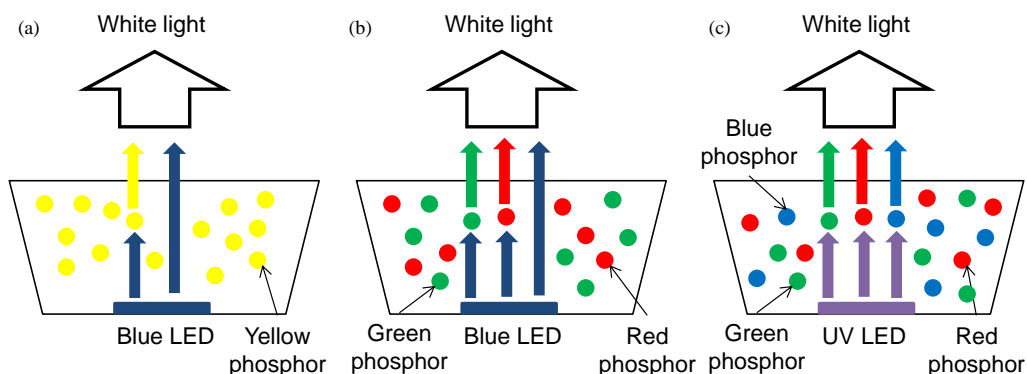 (a)
White light
Blue LED
Yellow
phosphor
(b)
White light
Green
phosphor
Blue LED
Red
phosphor
(c)
White light
Blue
phosphor
Green
phosphor
UV LED
Red
phosphor